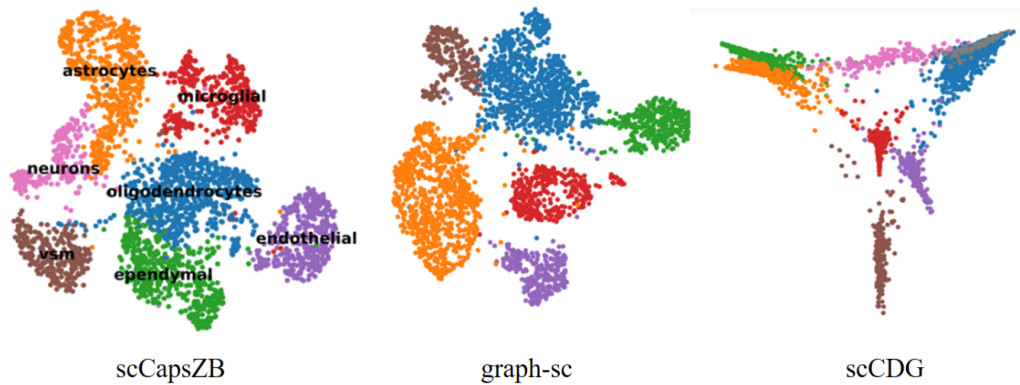 astrocytes
microglial
neurons
oligodendrocytes
vsm
endothelial
ependymal
scCapsZB
graph-sc
scCDG